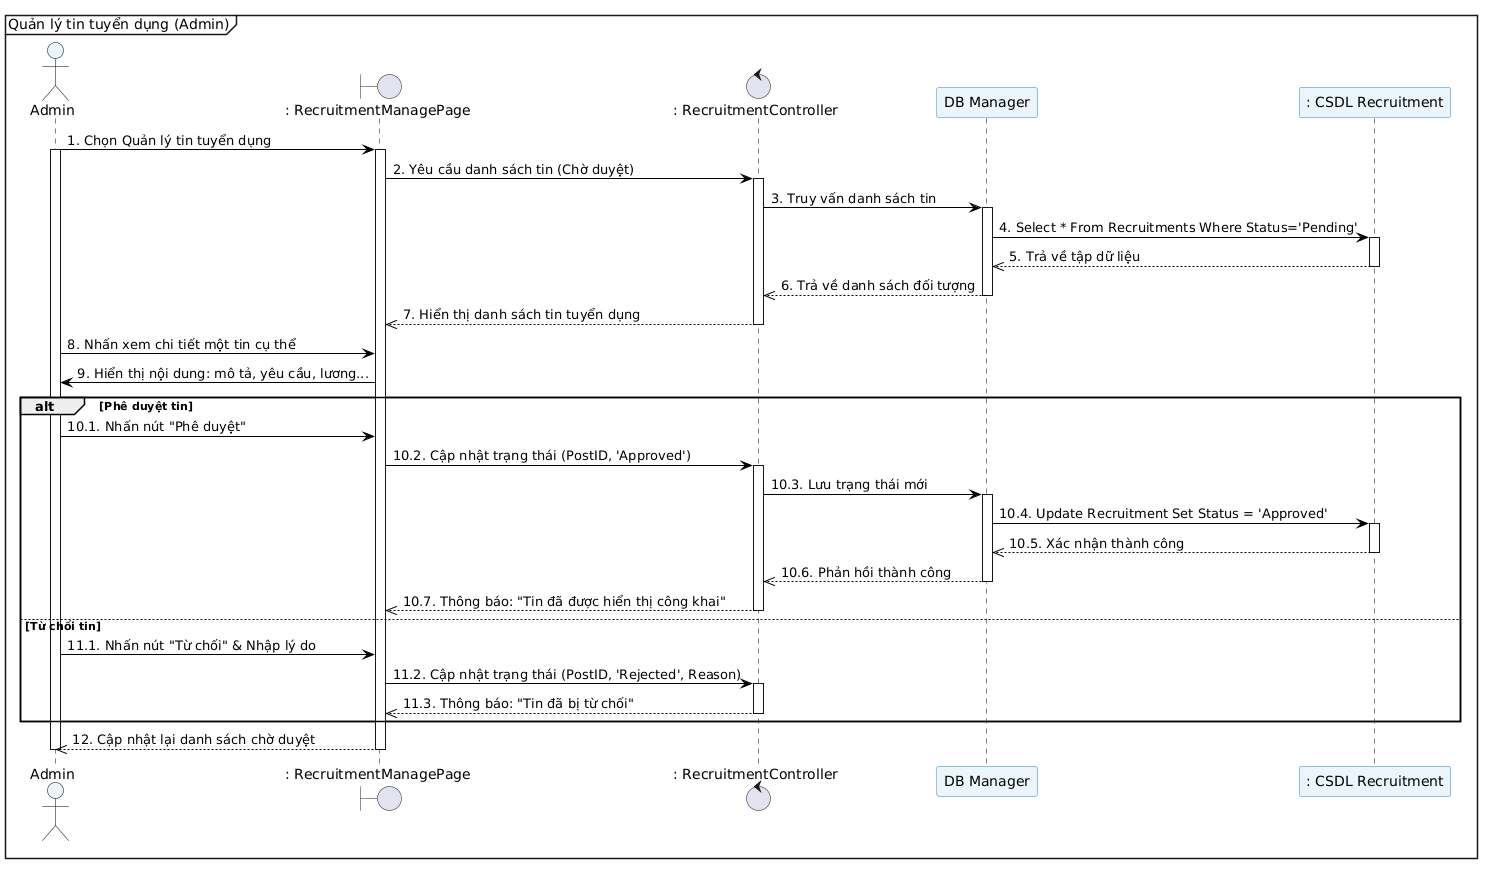 Quản lý tin tuyển dụng (Admin)
Admin
: RecruitmentManagePage
: RecruitmentController
DB Manager
: CSDL Recruitment
1. Chọn Quản lý tin tuyển dụng
2. Yêu cầu danh sách tin (Chờ duyệt)
3. Truy vấn danh sách tin
4. Select * From Recruitments Where Status='Pending'
5. Trả về tập dữ liệu
6. Trả về danh sách đối tượng
7. Hiển thị danh sách tin tuyển dụng
8. Nhấn xem chi tiết một tin cụ thể
9. Hiển thị nội dung: mô tả, yêu cầu, lương...
alt [Phê duyệt tin]
10.1. Nhấn nút "Phê duyệt"
10.2. Cập nhật trạng thái (PostID, 'Approved')
10.3. Lưu trạng thái mới
10.4. Update Recruitment Set Status = 'Approved'
10.5. Xác nhận thành công
10.6. Phản hồi thành công
10.7. Thông báo: "Tin đã được hiển thị công khai"
[Từ chối tin]
11.1. Nhấn nút "Từ chối" & Nhập lý do
11.2. Cập nhật trạng thái (PostID, 'Rejected', Reason)
11.3. Thông báo: "Tin đã bị từ chối"
12. Cập nhật lại danh sách chờ duyệt
Admin
: RecruitmentManagePage
: RecruitmentController
DB Manager
: CSDL Recruitment